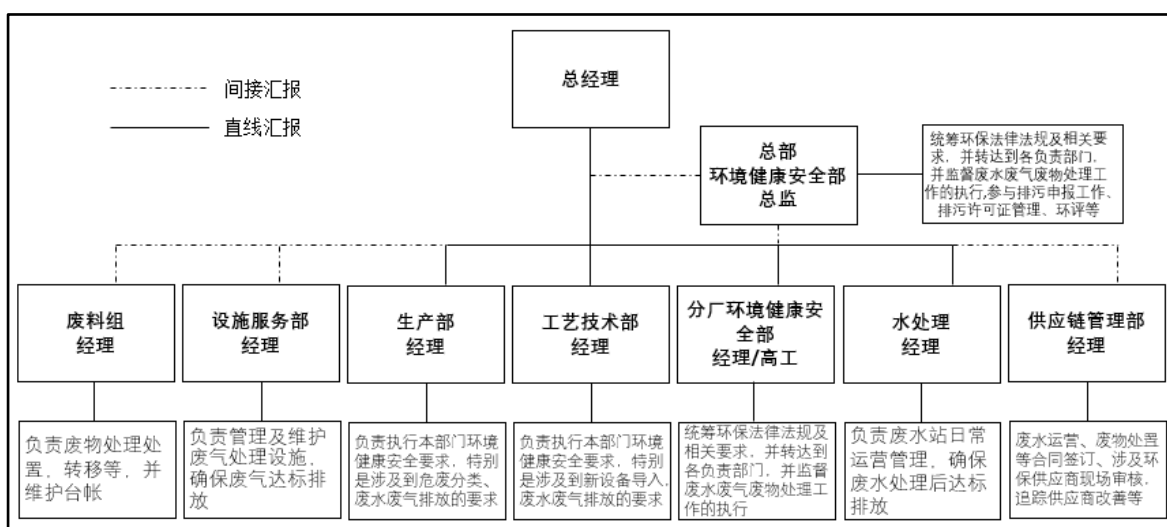 总经理
间接汇报
直线汇报
总部
环境健康安全部
总监
统筹环保法律法规及相关要
求，并转达到各负责部门，
并监督废水废气废物处理工
作的执行,参与排污申报工作、
排污许可证管理、环评等
废料组
经理
设施服务部
经理
生产部
经理
工艺技术部
经理
分厂环境健康安
全部
经理/高工
水处理
经理
供应链管理部
经理
负责废物处理处
置，转移等，并
维护台帐
负责管理及维护
废气处理设施，
确保废气达标排
放
负责执行本部门环境
健康安全要求，特别
是涉及到危废分类、
废水废气排放的要求
负责执行本部门环境
健康安全要求，特别
是涉及到新设备导入,
废水废气排放的要求
统筹环保法律法规及
相关要求，并转达到
各负责部门，并监督
废水废气废物处理工
作的执行
负责废水站日常
运营管理，确保
废水处理后达标
排放
废水运营、废物处置
等合同签订、涉及环
保供应商现场审核，
追踪供应商改善等